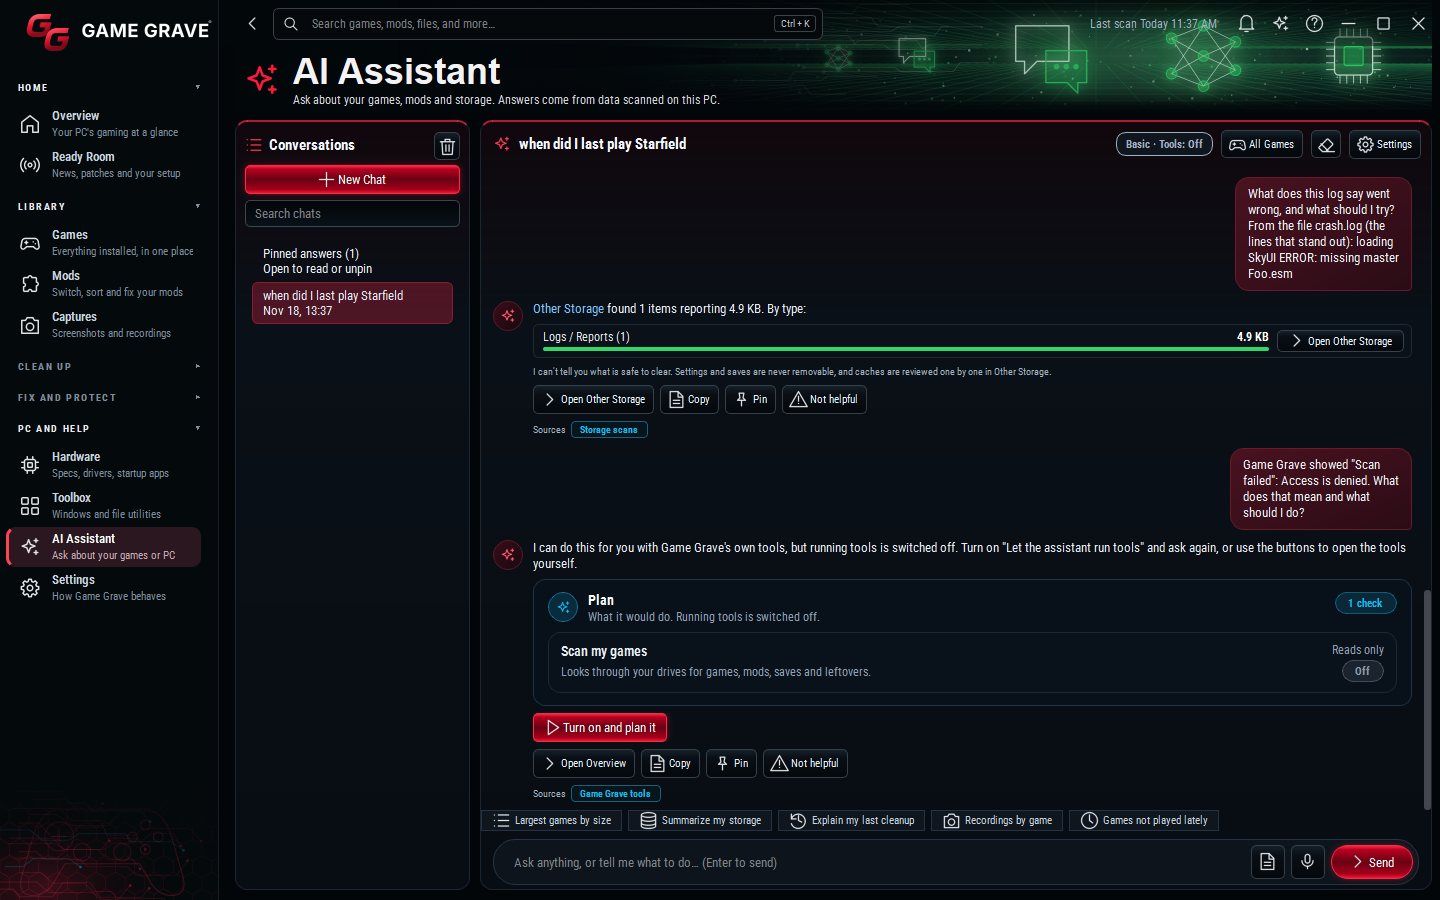 GAME GRAVE
HOME
Overview
Your PC's gaming at a glance
Ready Room
News, patches and your setup
LIBRARY
Games
Everything installed, in one place
Mods
Switch, sort and fix your mods
Captures
Screenshots and recordings
CLEAN UP
FIX AND PROTECT
PC AND HELP
Hardware
Specs, drivers, startup apps
Toolbox
Windows and file utilities
AI Assistant
Ask about your games or PC
Settings
How Game Grave behaves
Search games, mods, files, and more...
Ctrl + K
Last scan Today 11:37 AM
AI Assistant
Ask about your games, mods and storage. Answers come from data scanned on this PC.
Conversations
New Chat
Search chats
Pinned answers (1)
Open to read or unpin
when did I last play Starfield
Nov 18, 13:37
when did I last play Starfield
Basic · Tools: Off
All Games
Settings
What does this log say went
wrong, and what should I try?
From the file crash.log (the
lines that stand out): loading
SkyUI ERROR: missing master
Foo.esm
Other Storage found 1 items reporting 4.9 KB. By type:
Logs / Reports (1)
4.9 KB
Open Other Storage
I can't tell you what is safe to clear. Settings and saves are never removable, and caches are reviewed one by one in Other Storage.
Open Other Storage
Copy
Pin
Not helpful
Sources
Storage scans
Game Grave showed "Scan
failed": Access is denied. What
does that mean and what
should I do?
I can do this for you with Game Grave's own tools, but running tools is switched off. Turn on "Let the assistant run tools" and ask again, or use the buttons to open the tools
yourself.
Plan
What it would do. Running tools is switched off.
1 check
Scan my games
Looks through your drives for games, mods, saves and leftovers.
Reads only
Off
Turn on and plan it
Open Overview
Copy
Pin
Not helpful
Sources
Game Grave tools
Largest games by size
Summarize my storage
Explain my last cleanup
Recordings by game
Games not played lately
Ask anything, or tell me what to do... (Enter to send)
Send